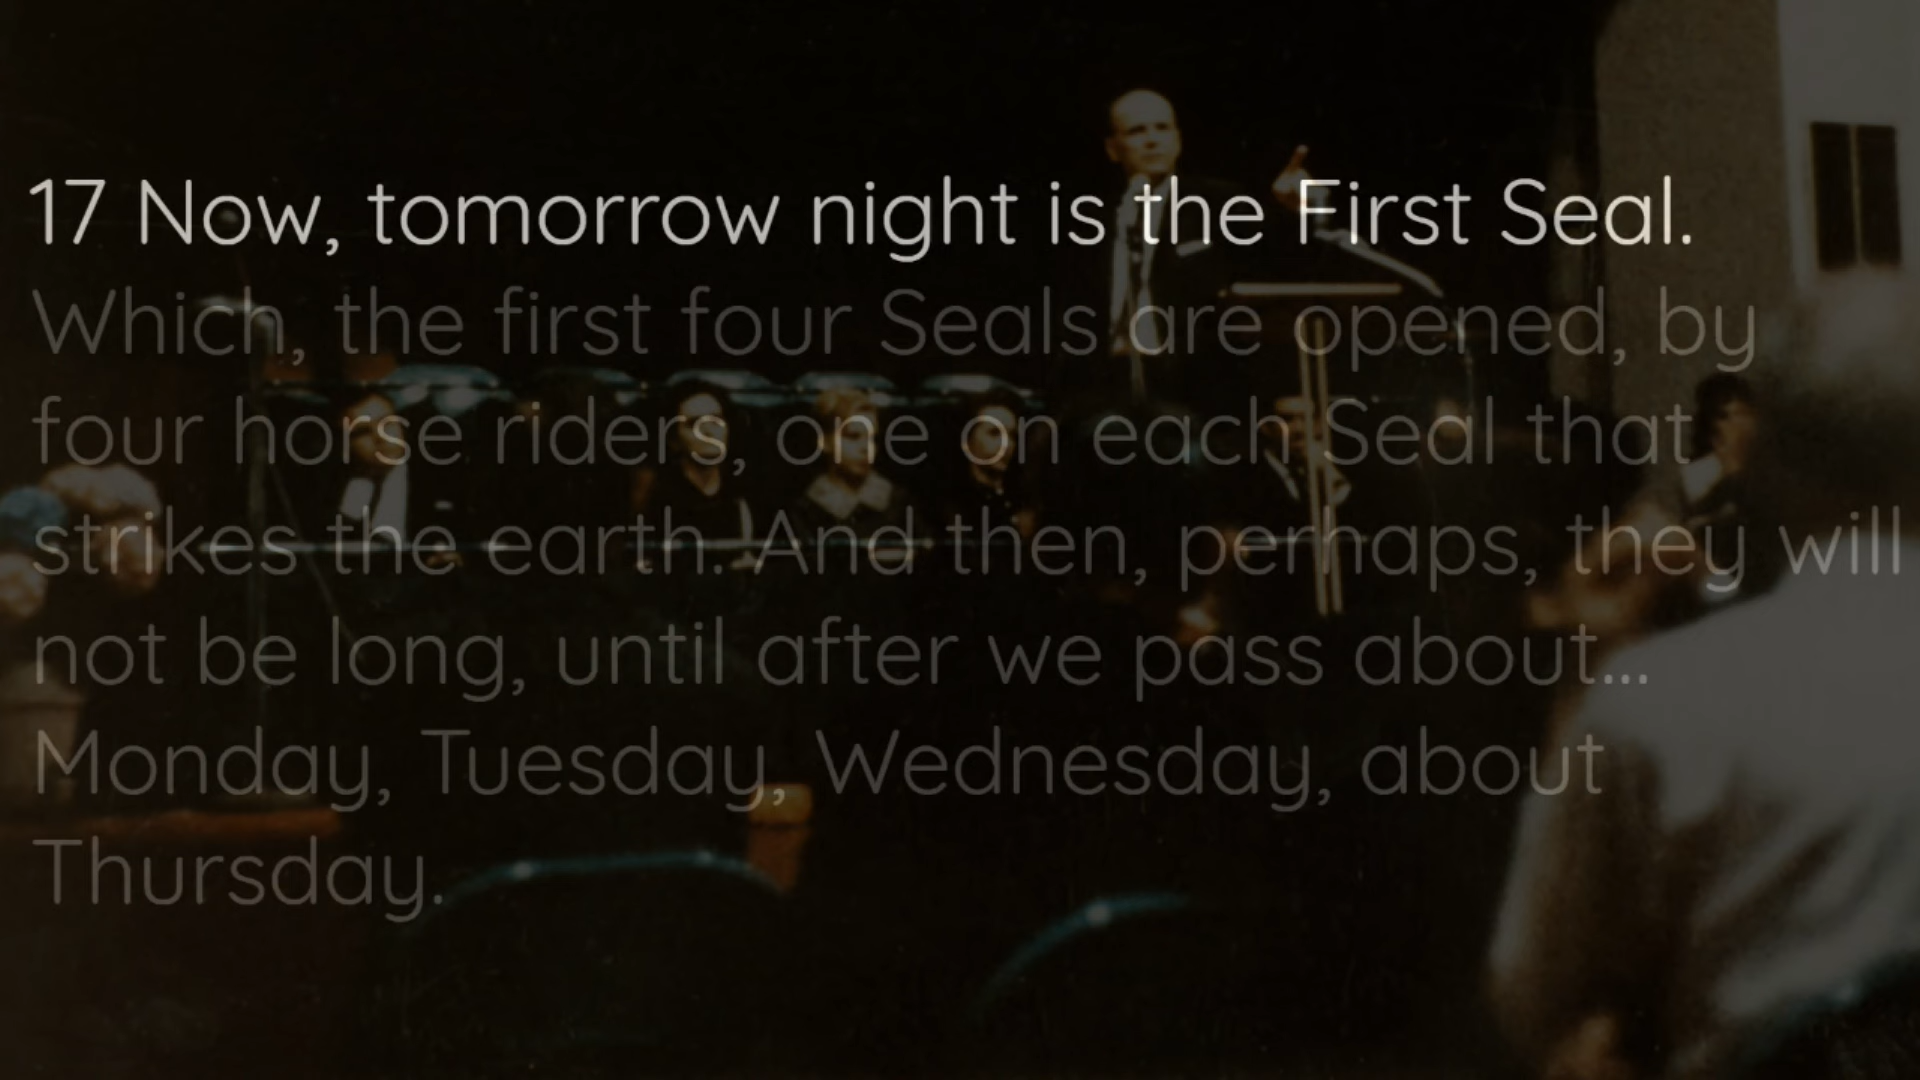 17 Now, tomorrow night is the First Seal.
Which, the first four Seals are opened, by
four horse riders, one on each Seal that
strikes the earth. And then, perhaps, they will
not be long, until after we pass about...
Monday, Tuesday, Wednesday, about
Thursday.